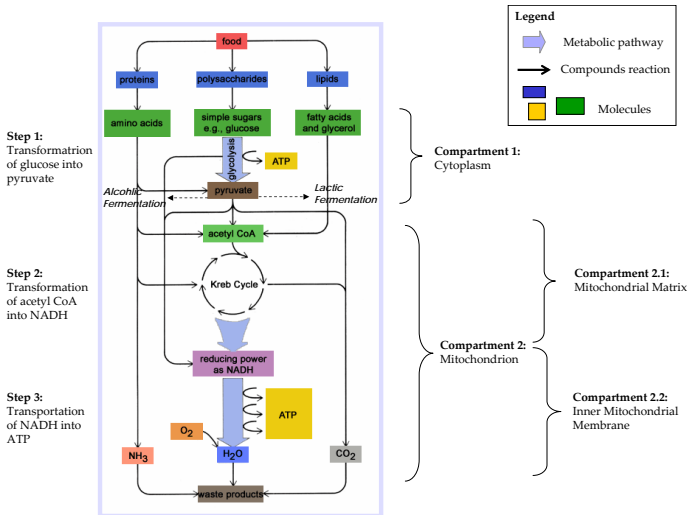 Legend
Metabolic pathway
Compounds reaction
Molecules
food
proteins
polysaccharides
lipids
amino acids
simple sugars
e.g., glucose
fatty acids
and glycerol
Step 1:
Transformatrion
of glucose into
pyruvate
glycolysis
ATP
Compartment 1:
Cytoplasm
Alcohlic
Fermentation
pyruvate
Lactic
Fermentation
acetyl CoA
Step 2:
Transformation
of acetyl CoA
into NADH
Kreb Cycle
Compartment 2.1:
Mitochondrial Matrix
Compartment 2:
Mitochondrion
reducing power
as NADH
Step 3:
Transportation
of NADH into
ATP
ATP
Compartment 2.2:
Inner Mitochondrial
Membrane
O2
NH3
H2O
CO2
waste products